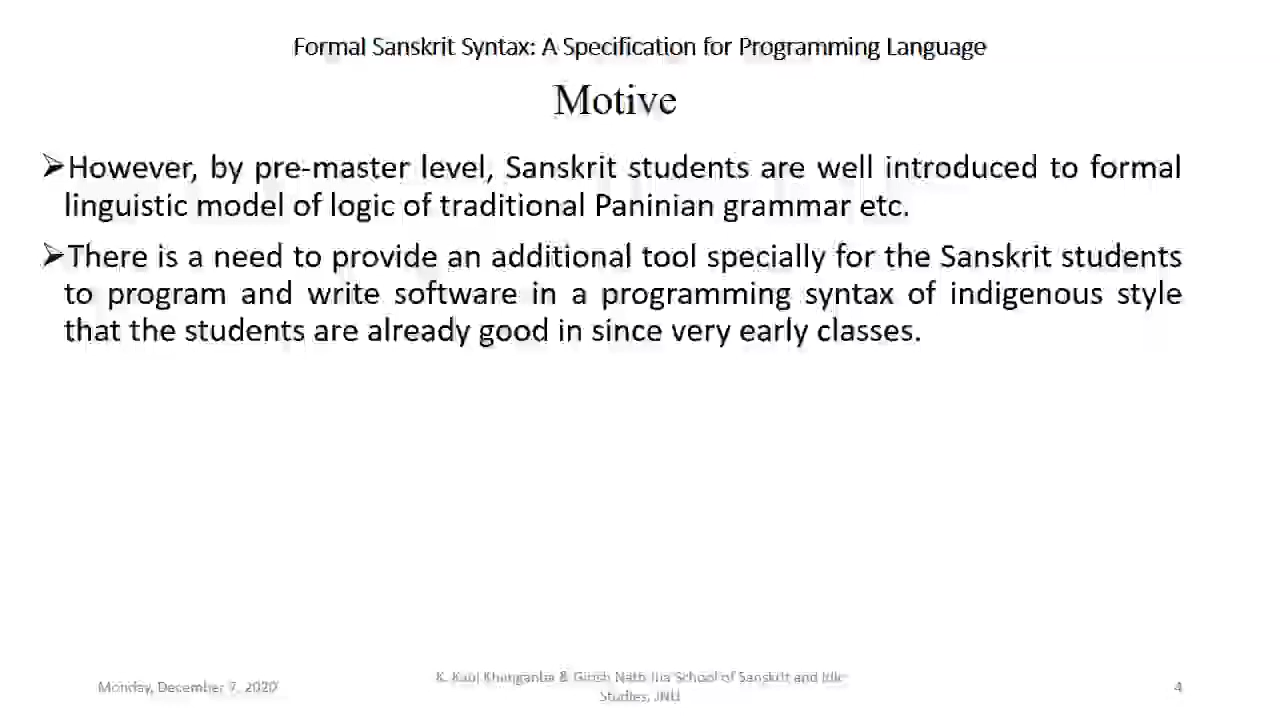 Formal Sanskrit Syntax: A Specification for Programming Language
Motive
➢However, by pre-master level, Sanskrit students are well introduced to formal
linguistic model of logic of traditional Paninian grammar etc.
➢There is a need to provide an additional tool specially for the Sanskrit students
to program and write software in a programming syntax of indigenous style
that the students are already good in since very early classes.
Monday, December 7, 2020
K. Kabi Khanganba & Girish Nath Jha School of Sanskrit and Indic
Studies, JNU
4